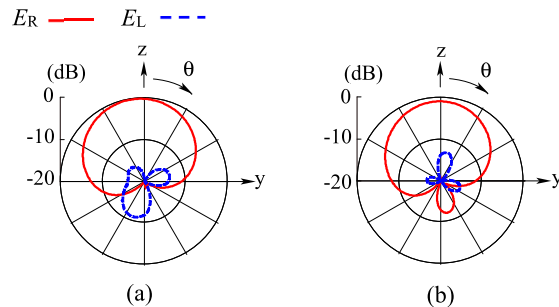 E_R E_L
z z
(dB) θ (dB) θ
0 0
-10 -10
-20 y -20 y
(a) (b)